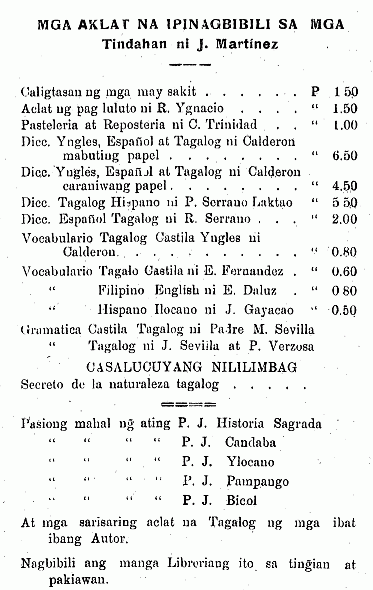 MGA AKLAT NA IPINAGBIBILI SA MGA
Tindahan ni J. Martínez
Caligtasan ng mga may sakit . . . . . . P 1 50
Aclat ng pag luluto ni R. Ygnacio . . . . “ 1.50
Pasteleria at Reposteria ni C. Trinidad . . “ 1.00
Dicc. Yngles, Español at Tagalog ni Calderon
mabuting papel . . . . . . . . “ 6.50
Dicc. Yuglés, Español at Tagalog ni Calderon
caraniwang papel . . . . . . . “ 4.50
Dicc. Tagalog Hispano ni P. Serrano Laktao “ 5 50
Dicc. Español Tagalog ni R. Serrano . . . “ 2.00
Vocabulario Tagalog Castila Yngles ni
Calderon. . . . . . . . . . . “ 0.80
Vocabulario Tagalo Castila ni E. Fernandez . “ 0.60
“ Filipino English ni E. Daluz . “ 0 80
“ Hispano Ilocano ni J. Gayacao “ 0.50
Gramatica Castila Tagalog ni Padre M. Sevilla
“ Tagalog ni J. Sevilla at P. Verzosa
CASALUCUYANG NILILIMBAG
Secreto de la naturaleza tagalog . . . . .
Pasiong mahal ng ating P. J. Historia Sagrada
“ “ “ “ P. J. Candaba
“ “ “ “ P. J. Ylocano
“ “ “ “ P. J. Pampango
“ “ “ “ P. J. Bicol
At mga sarisaring aclat na Tagalog ng mga ibat
ibang Autor.
Nagbibili ang manga Libreriang ito sa tingian at
pakiawan.